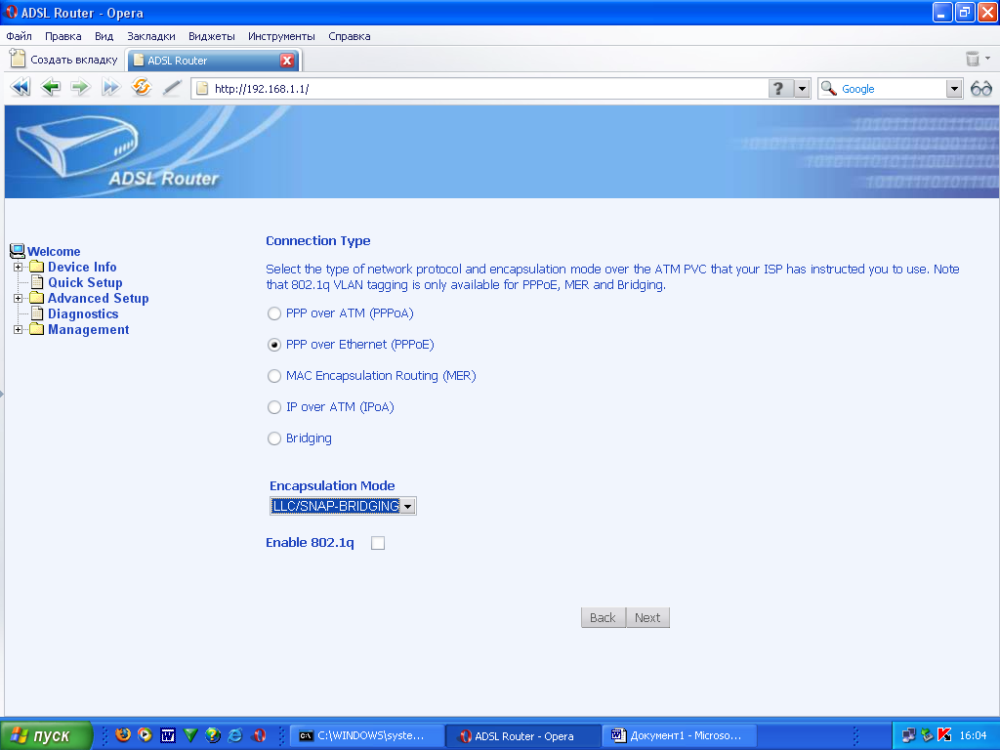 ADSL Router - Opera
Файл Правка Вид Закладки Виджеты Инструменты Справка
Создать вкладку ADSL Router
http://192.168.1.1/ ? Google
ADSL Router
Welcome
Device Info
Quick Setup
Advanced Setup
Diagnostics
Management
Connection Type
Select the type of network protocol and encapsulation mode over the ATM PVC that your ISP has instructed you to use. Note
that 802.1q VLAN tagging is only available for PPPoE, MER and Bridging.
PPP over ATM (PPPoA)
PPP over Ethernet (PPPoE)
MAC Encapsulation Routing (MER)
IP over ATM (IPoA)
Bridging
Encapsulation Mode
LLC/SNAP-BRIDGING
Enable 802.1q
Back Next
пуск C:\WINDOWS\syste... ADSL Router - Opera Документ1 - Microso... 16:04